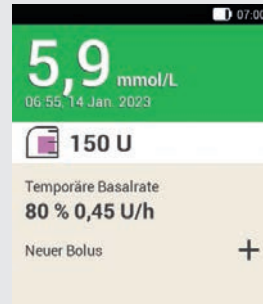 07:00
5,9 mmol/L
06:55, 14 Jan. 2023
150 U
Temporäre Basalrate
80 % 0,45 U/h
Neuer Bolus +